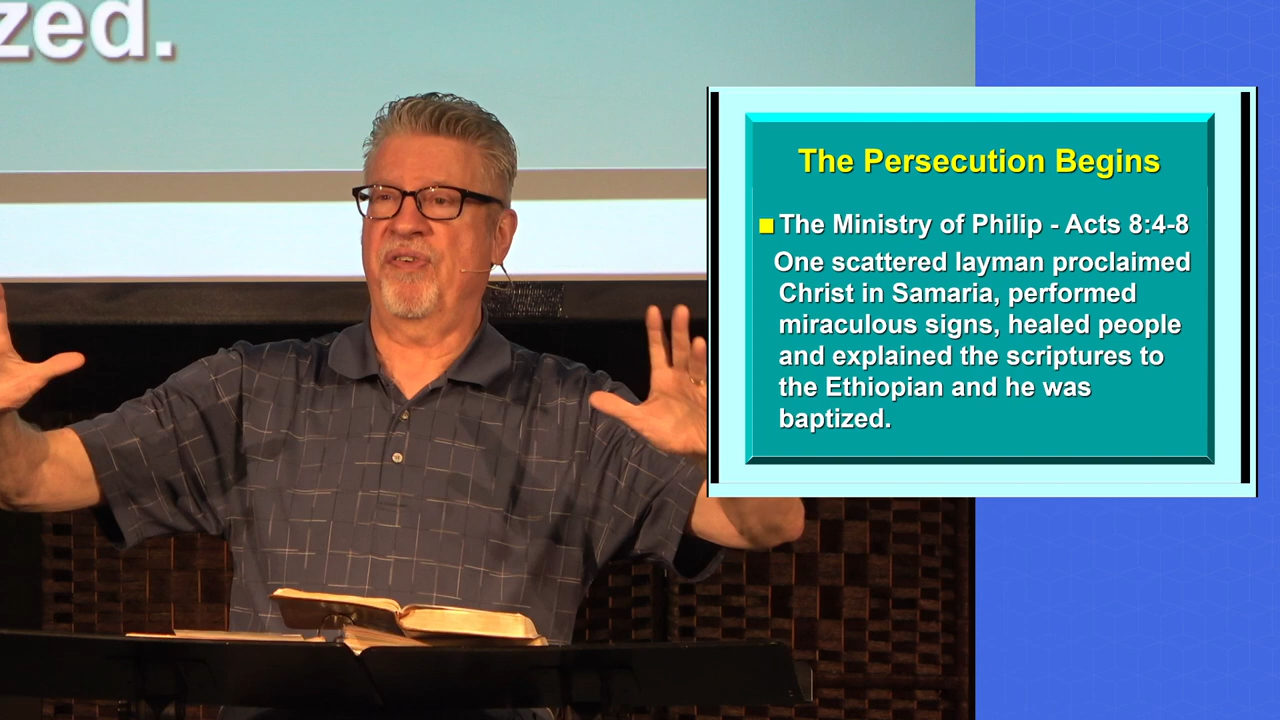 zed.
The Persecution Begins
The Ministry of Philip - Acts 8:4-8
One scattered layman proclaimed
Christ in Samaria, performed
miraculous signs, healed people
and explained the scriptures to
the Ethiopian and he was
baptized.